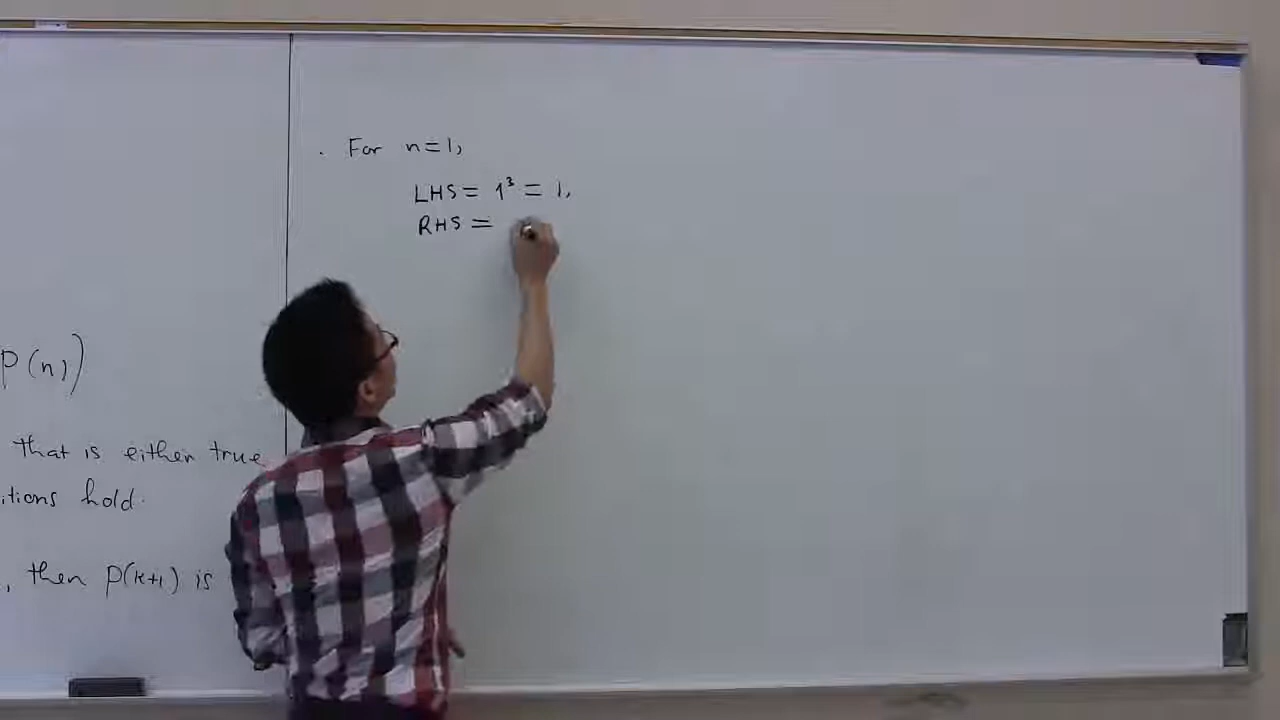 P(n))
That is either true
itions hold.
, then P(k+1) is
. For n=1,
LHS = 1³ = 1,
RHS =